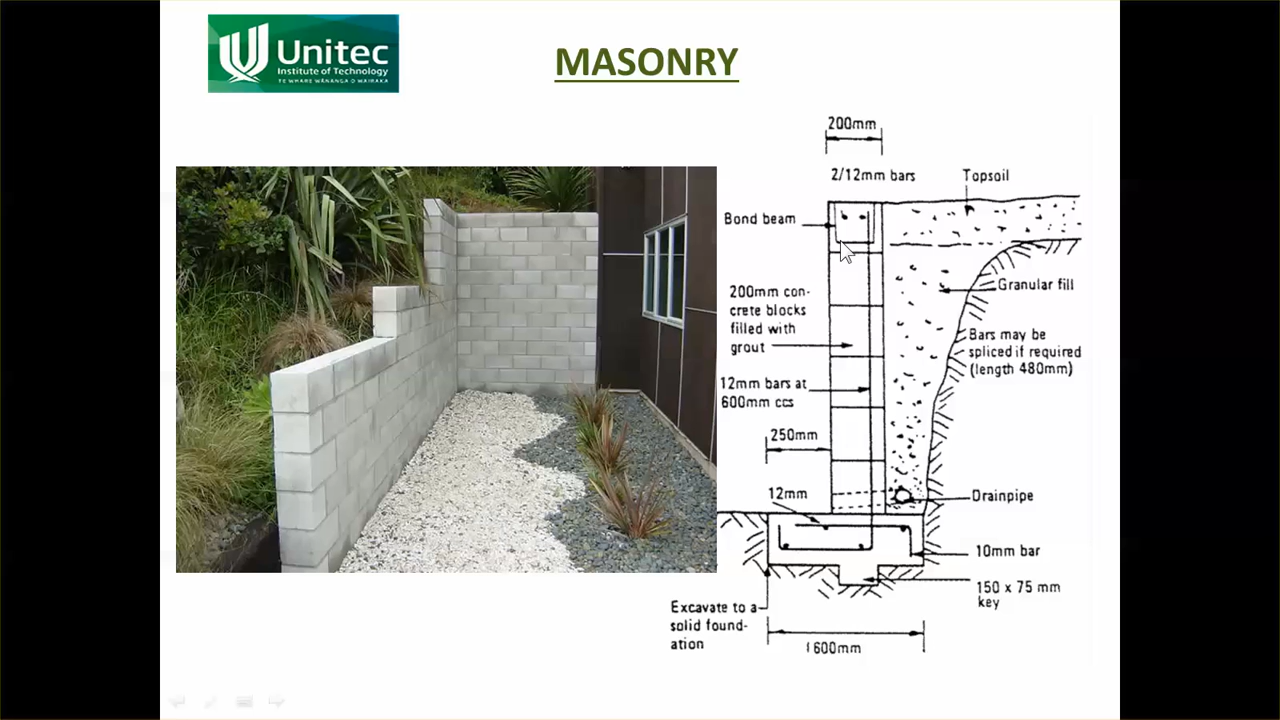 Unitec
Institute of Technology
TE WHARE WĀNANGA O WAIRAKA
MASONRY
200mm
2/12mm bars
Topsoil
Bond beam
Granular fill
200mm con-
crete blocks
filled with
grout
Bars may be
spliced if required
(length 480mm)
12mm bars at
600mm ccs
250mm
12mm
Drainpipe
10mm bar
150 x 75 mm
key
Excavate to a
solid found-
ation
600mm